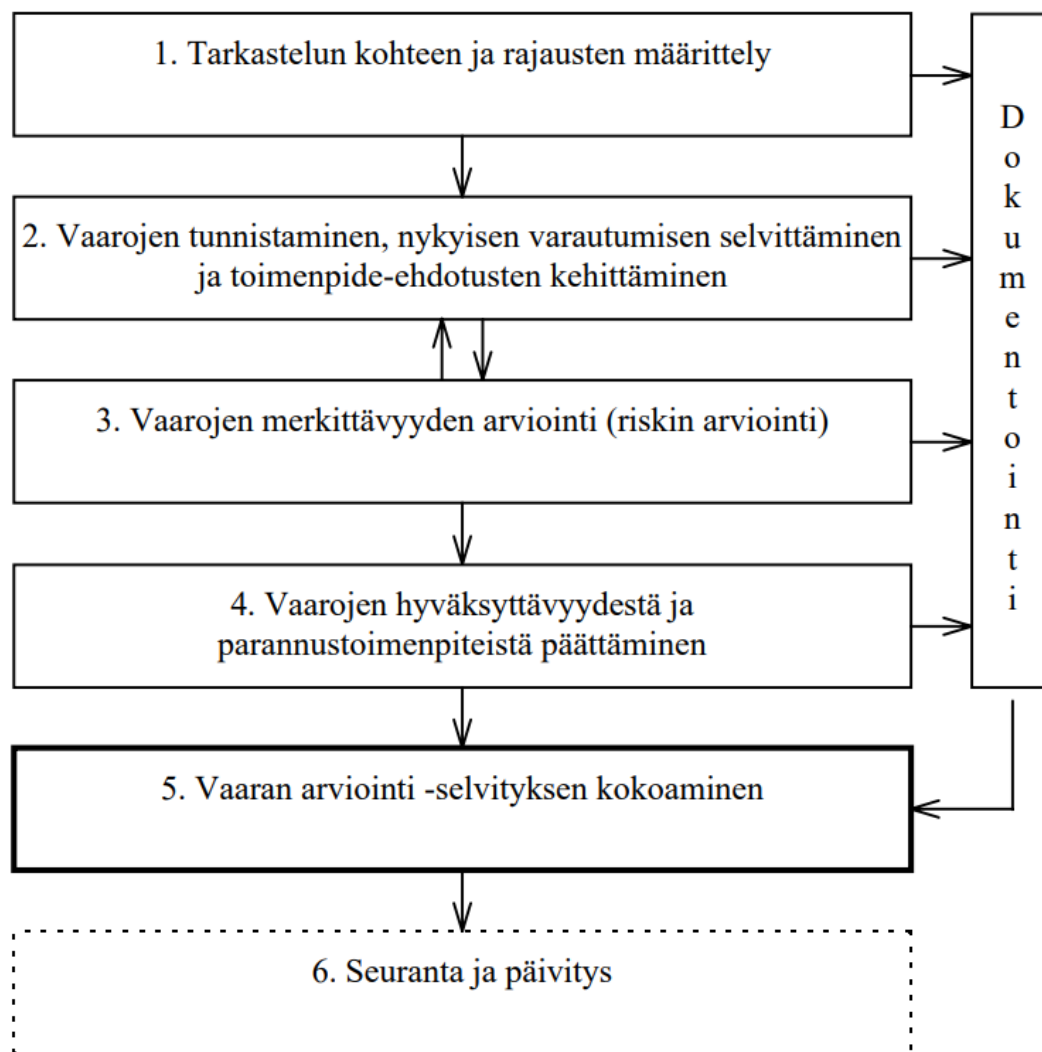 1. Tarkastelun kohteen ja rajausten määrittely
2. Vaarojen tunnistaminen, nykyisen varautumisen selvittäminen
ja toimenpide-ehdotusten kehittäminen
3. Vaarojen merkittävyyden arviointi (riskin arviointi)
4. Vaarojen hyväksyttävyydestä ja
parannustoimenpiteistä päättäminen
5. Vaaran arviointi -selvityksen kokoaminen
6. Seuranta ja päivitys
Dokumentointi